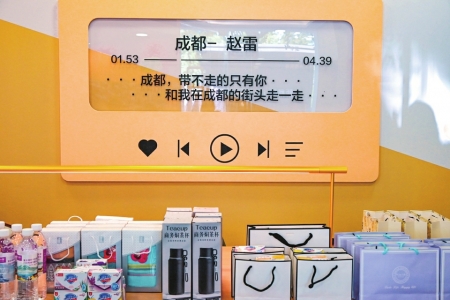 成都- 赵雷
01.53 04.39
···成都，带不走的只有你···
···和我在成都的街头走一走···
Teacup
Teacup